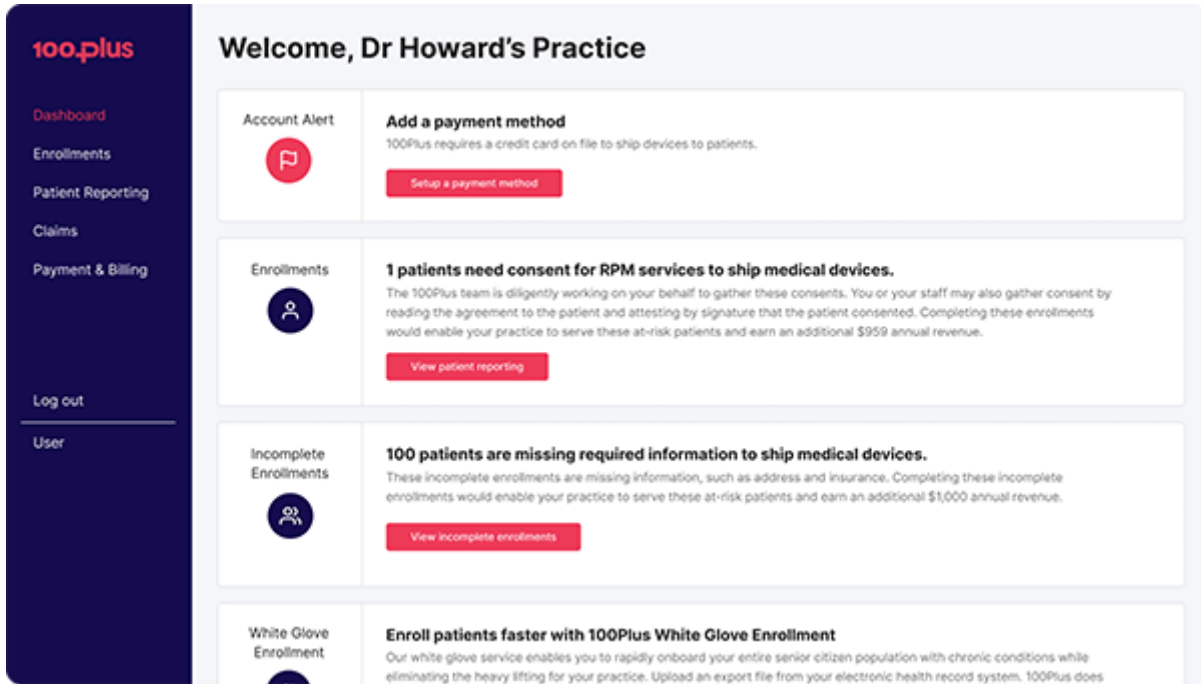 100.plus
Dashboard
Enrollments
Patient Reporting
Claims
Payment & Billing
Log out
User
Welcome, Dr Howard's Practice
Account Alert
Add a payment method
100Plus requires a credit card on file to ship devices to patients.
Setup a payment method
Enrollments
1 patients need consent for RPM services to ship medical devices.
The 100Plus team is diligently working on your behalf to gather these consents. You or your staff may also gather consent by
reading the agreement to the patient and attesting by signature that the patient consented. Completing these enrollments
would enable your practice to serve these at-risk patients and earn an additional $959 annual revenue.
View patient reporting
Incomplete
Enrollments
100 patients are missing required information to ship medical devices.
These incomplete enrollments are missing information, such as address and insurance. Completing these incomplete
enrollments would enable your practice to serve these at-risk patients and earn an additional $1,000 annual revenue.
View incomplete enrollments
White Glove
Enrollment
Enroll patients faster with 100Plus White Glove Enrollment
Our white glove service enables you to rapidly onboard your entire senior citizen population with chronic conditions while
eliminating the heavy lifting for your practice. Upload an export file from your electronic health record system. 100Plus does